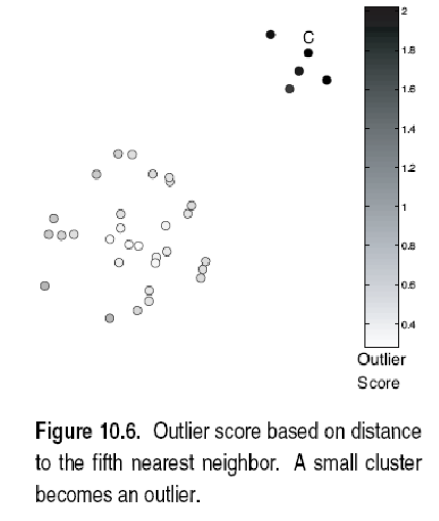 C
2
1.8
1.6
1.4
1.2
1
0.8
0.6
0.4
Outlier
Score
Figure 10.6. Outlier score based on distance
to the fifth nearest neighbor. A small cluster
becomes an outlier.